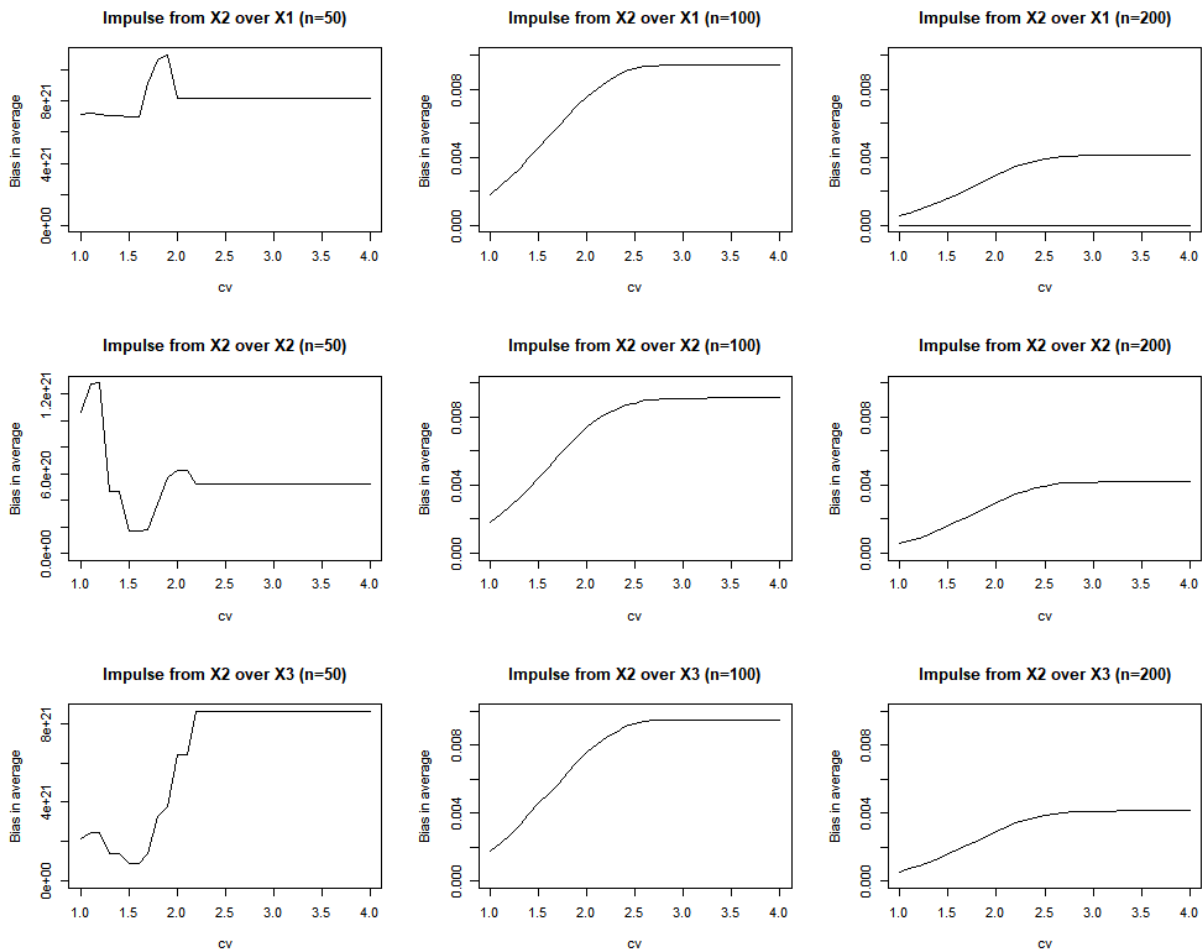 Impulse from X2 over X1 (n=50)
Bias in average
0e+00 4e+21 8e+21
1.0 1.5 2.0 2.5 3.0 3.5 4.0
cv
Impulse from X2 over X1 (n=100)
Bias in average
0.000 0.004 0.008
1.0 1.5 2.0 2.5 3.0 3.5 4.0
cv
Impulse from X2 over X1 (n=200)
Bias in average
0.000 0.004 0.008
1.0 1.5 2.0 2.5 3.0 3.5 4.0
cv
Impulse from X2 over X2 (n=50)
Bias in average
0.0e+00 6.0e+20 1.2e+21
1.0 1.5 2.0 2.5 3.0 3.5 4.0
cv
Impulse from X2 over X2 (n=100)
Bias in average
0.000 0.004 0.008
1.0 1.5 2.0 2.5 3.0 3.5 4.0
cv
Impulse from X2 over X2 (n=200)
Bias in average
0.000 0.004 0.008
1.0 1.5 2.0 2.5 3.0 3.5 4.0
cv
Impulse from X2 over X3 (n=50)
Bias in average
0e+00 4e+21 8e+21
1.0 1.5 2.0 2.5 3.0 3.5 4.0
cv
Impulse from X2 over X3 (n=100)
Bias in average
0.000 0.004 0.008
1.0 1.5 2.0 2.5 3.0 3.5 4.0
cv
Impulse from X2 over X3 (n=200)
Bias in average
0.000 0.004 0.008
1.0 1.5 2.0 2.5 3.0 3.5 4.0
cv